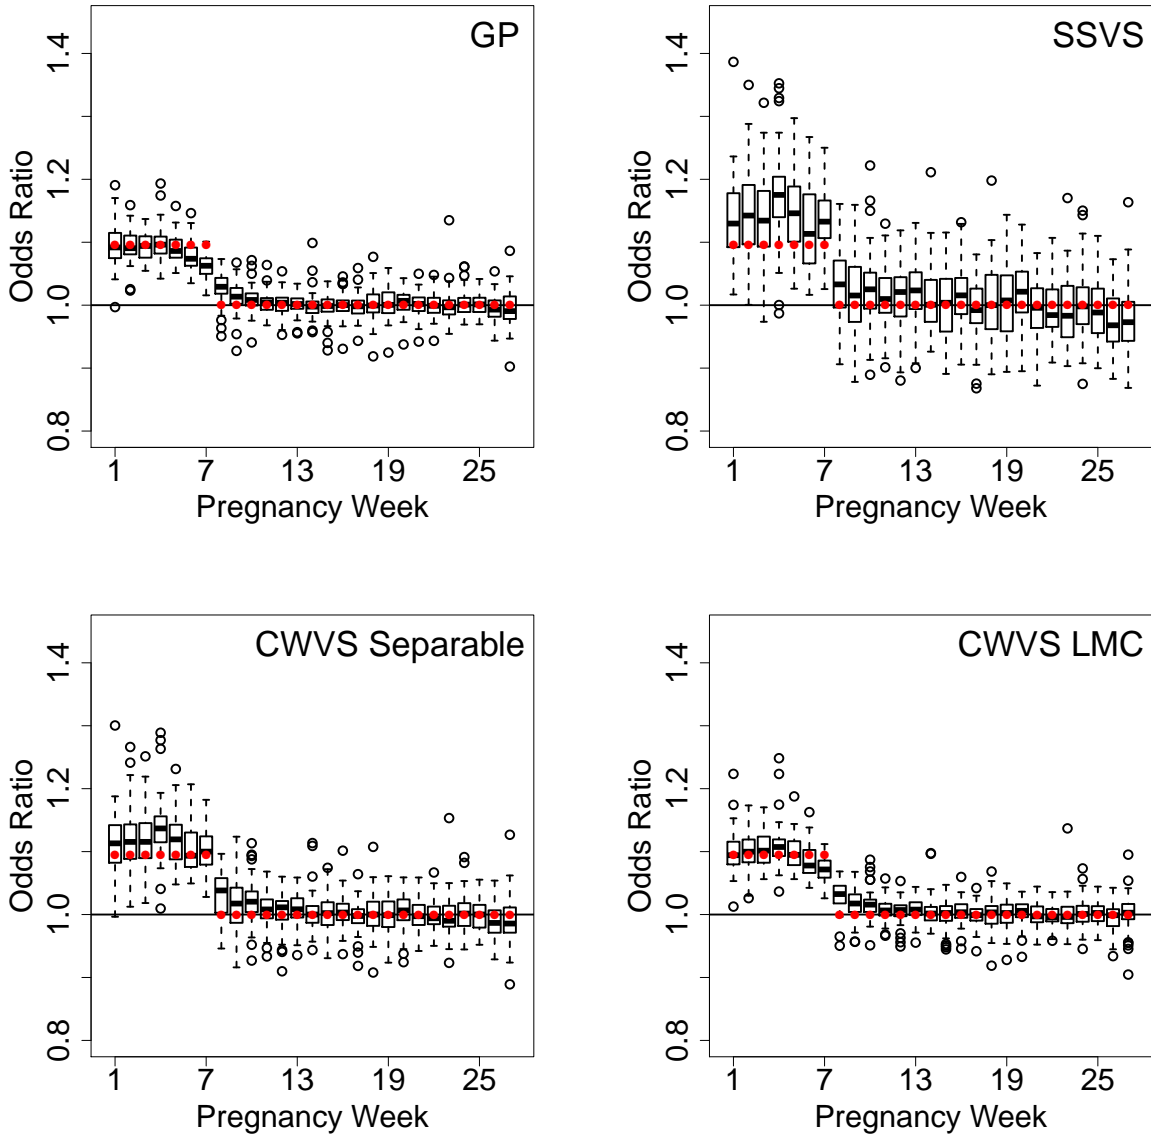 GP
Odds Ratio
1.4
1.2
1.0
0.8
1 7 13 19 25
Pregnancy Week
SSVS
Odds Ratio
1.4
1.2
1.0
0.8
1 7 13 19 25
Pregnancy Week
CWVS Separable
Odds Ratio
1.4
1.2
1.0
0.8
1 7 13 19 25
Pregnancy Week
CWVS LMC
Odds Ratio
1.4
1.2
1.0
0.8
1 7 13 19 25
Pregnancy Week